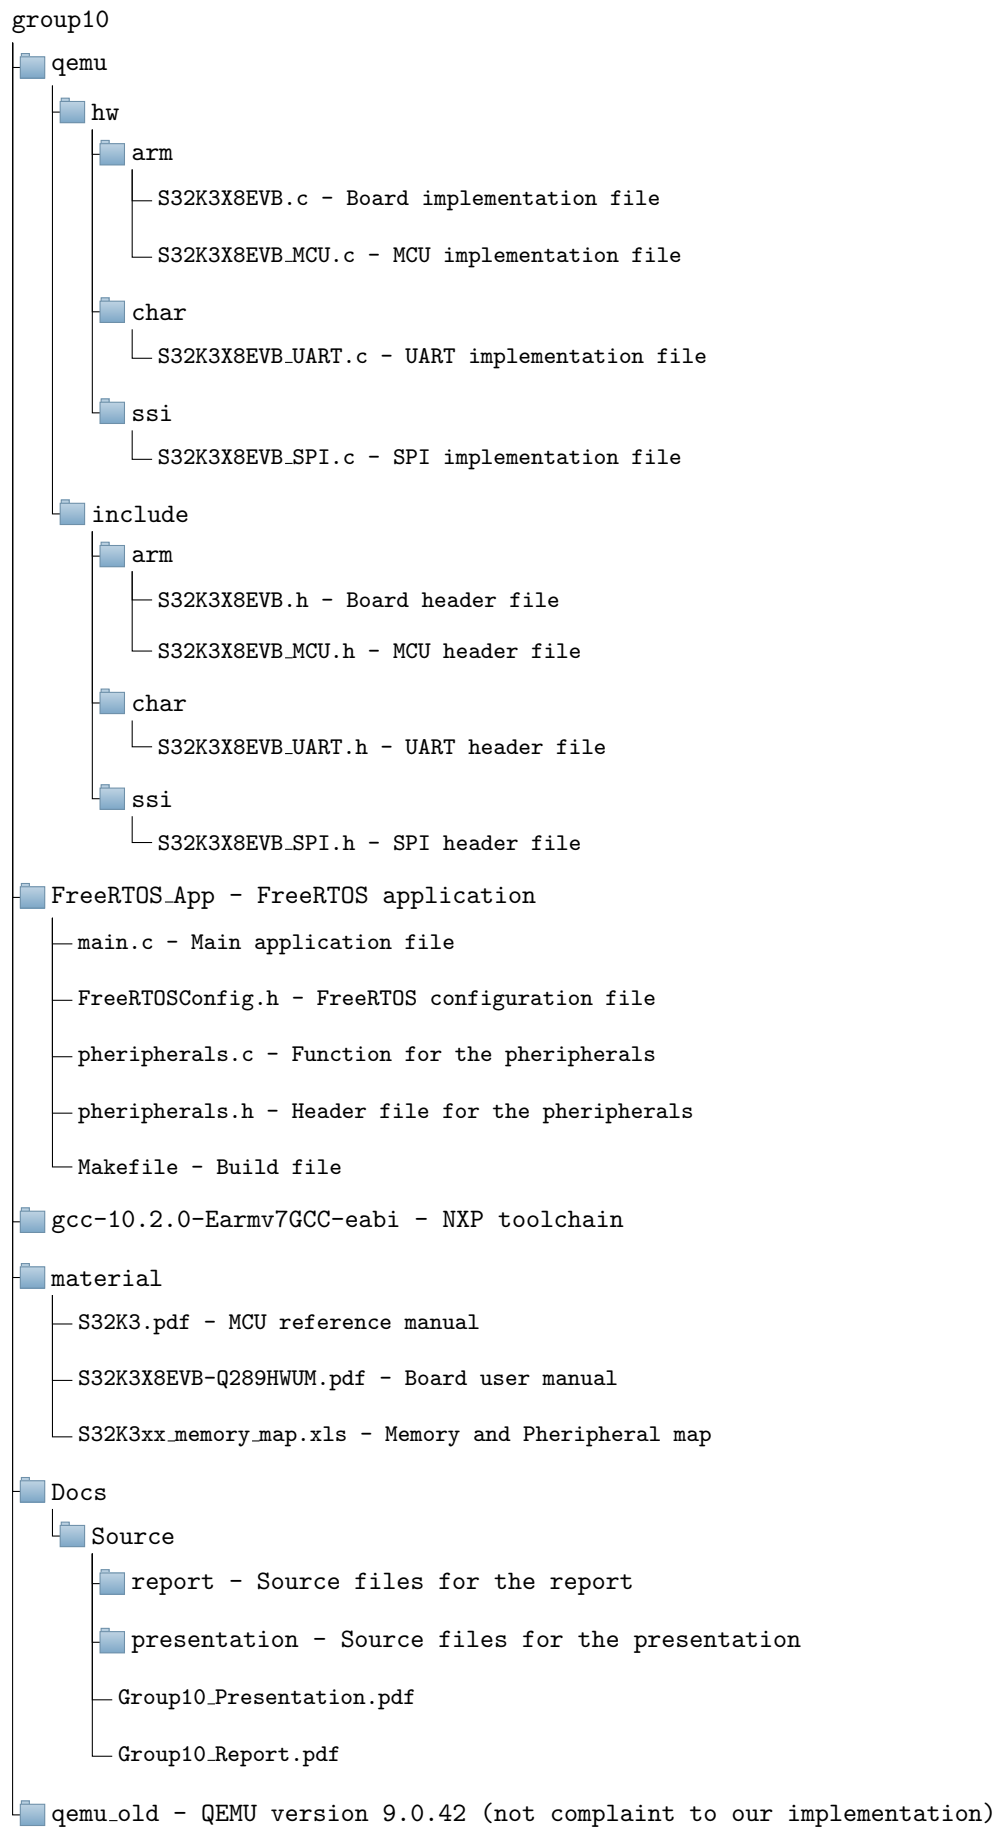 group10
qemu
hw
arm
S32K3X8EVB.c - Board implementation file
S32K3X8EVB_MCU.c - MCU implementation file
char
S32K3X8EVB_UART.c - UART implementation file
ssi
S32K3X8EVB_SPI.c - SPI implementation file
include
arm
S32K3X8EVB.h - Board header file
S32K3X8EVB_MCU.h - MCU header file
char
S32K3X8EVB_UART.h - UART header file
ssi
S32K3X8EVB_SPI.h - SPI header file
FreeRTOS_App - FreeRTOS application
main.c - Main application file
FreeRTOSConfig.h - FreeRTOS configuration file
pheripherals.c - Function for the pheripherals
pheripherals.h - Header file for the pheripherals
Makefile - Build file
gcc-10.2.0-Earmv7GCC-eabi - NXP toolchain
material
S32K3.pdf - MCU reference manual
S32K3X8EVB-Q289HWUM.pdf - Board user manual
S32K3xx_memory_map.xls - Memory and Pheripheral map
Docs
Source
report - Source files for the report
presentation - Source files for the presentation
Group10_Presentation.pdf
Group10_Report.pdf
qemu_old - QEMU version 9.0.42 (not complaint to our implementation)